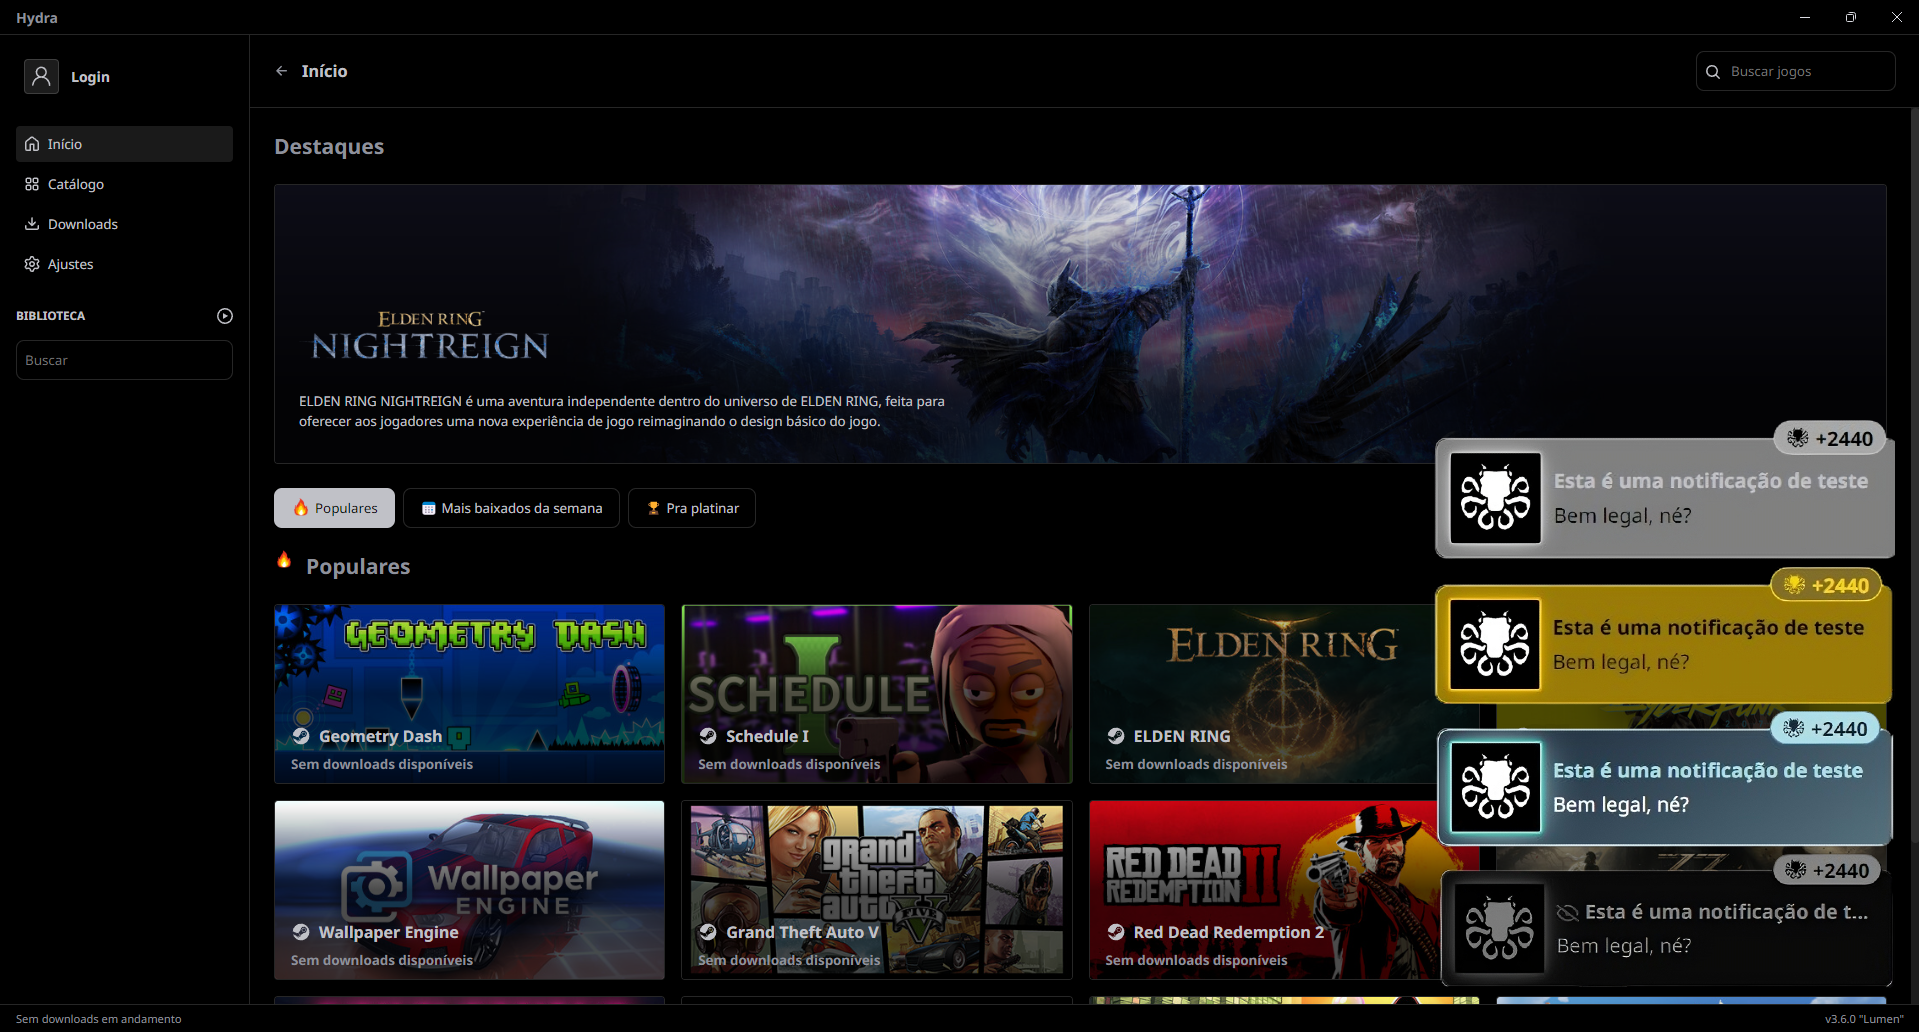 Hydra
Login
Início
Catálogo
Downloads
Ajustes
BIBLIOTECA
Buscar
Início
Buscar jogos
Destaques
ELDEN RING
NIGHTREIGN
ELDEN RING NIGHTREIGN é uma aventura independente dentro do universo de ELDEN RING, feita para
oferecer aos jogadores uma nova experiência de jogo reimaginando o design básico do jogo.
Populares
Mais baixados da semana
Pra platinar
Populares
GEOMETRY DASH
Geometry Dash
Sem downloads disponíveis
SCHEDULE I
Schedule I
Sem downloads disponíveis
ELDEN RING
ELDEN RING
Sem downloads disponíveis
Wallpaper
ENGINE
Wallpaper Engine
Sem downloads disponíveis
grand
theft
auto V
FIVE
Grand Theft Auto V
Sem downloads disponíveis
RED DEAD
REDEMPTION II
Red Dead Redemption 2
Sem downloads disponíveis
+2440
Esta é uma notificação de teste
Bem legal, né?
+2440
Esta é uma notificação de teste
Bem legal, né?
+2440
Esta é uma notificação de teste
Bem legal, né?
+2440
Esta é uma notificação de t...
Bem legal, né?
Sem downloads em andamento
v3.6.0 "Lumen"